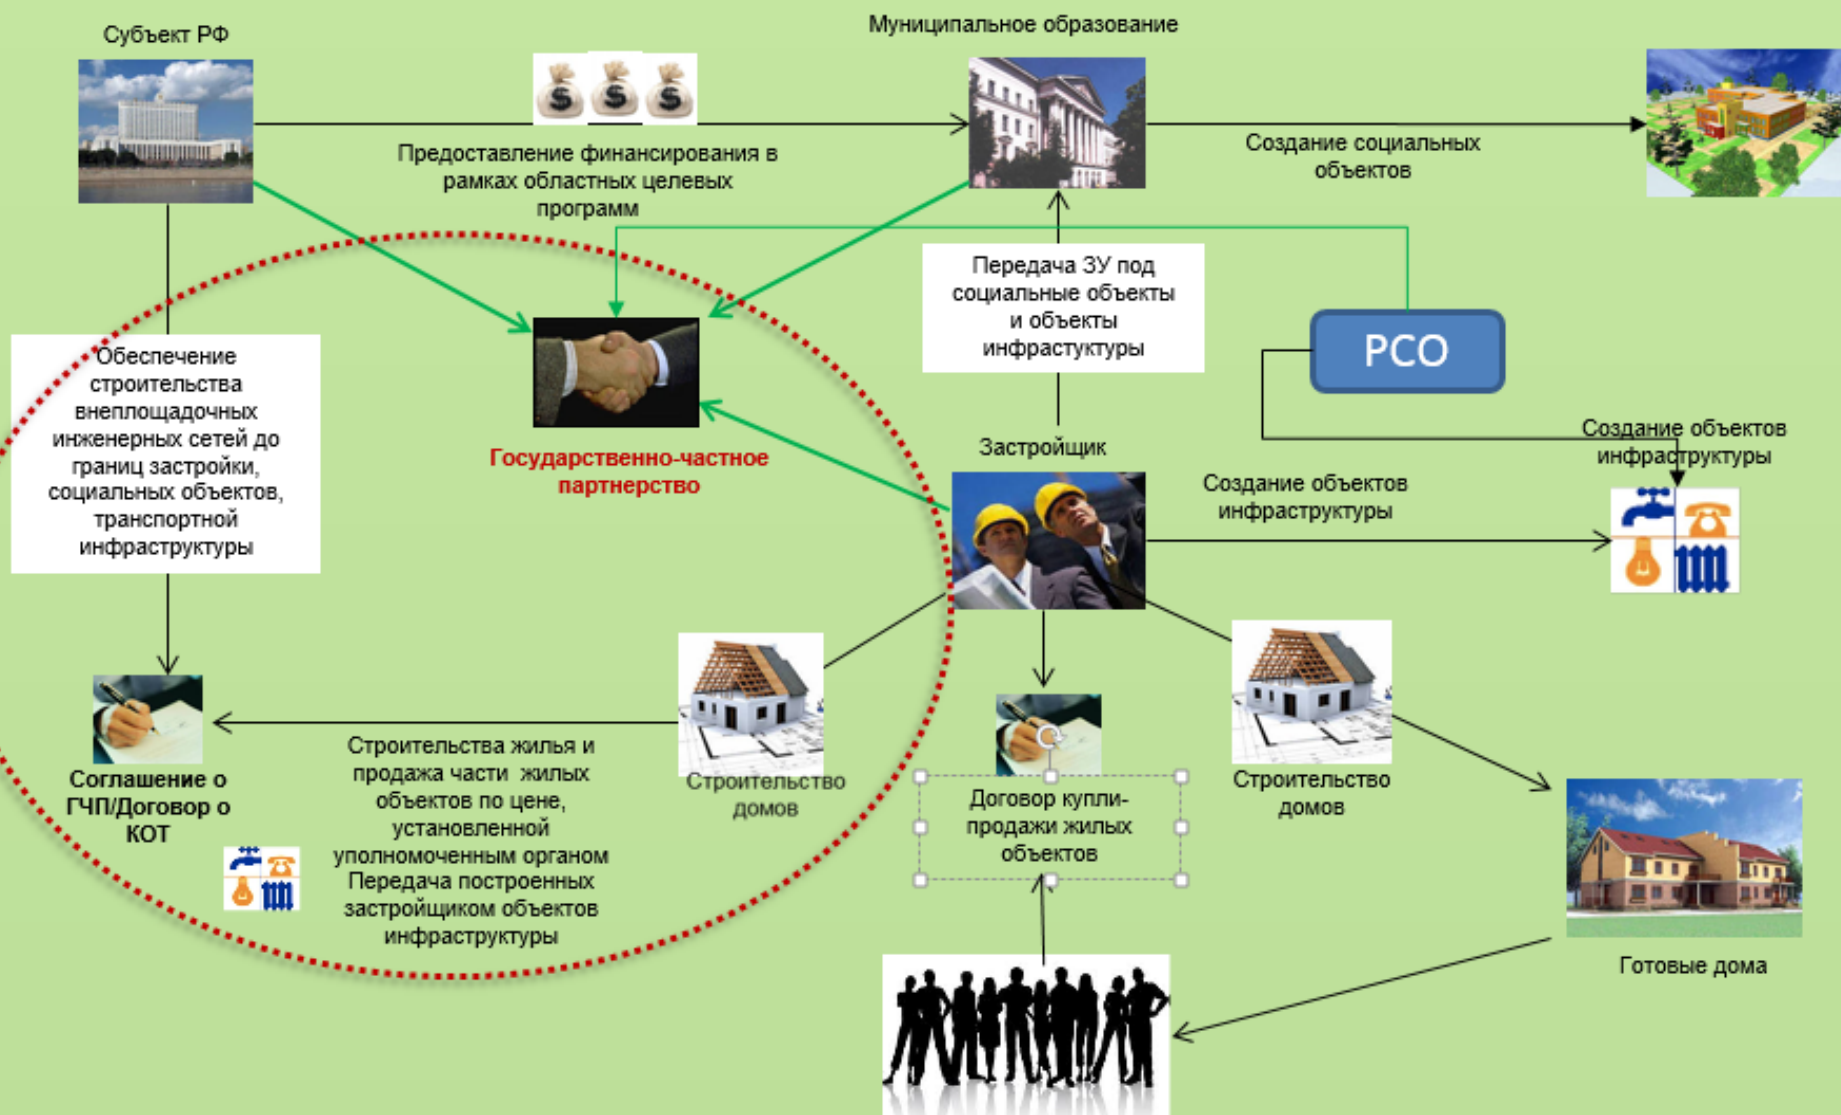 Субъект РФ
Муниципальное образование
Предоставление финансирования в
рамках областных целевых
программ
Создание социальных
объектов
Передача ЗУ под
социальные объекты
и объекты
инфрастуктуры
РСО
Обеспечение
строительства
внеплощадочных
инженерных сетей до
границ застройки,
социальных объектов,
транспортной
инфраструктуры
Государственно-частное
партнерство
Застройщик
Создание объектов
инфраструктуры
Создание объектов
инфраструктуры
Соглашение о
ГЧП/Договор о
КОТ
Строительства жилья и
продажа части жилых
объектов по цене,
установленной
уполномоченным органом
Передача построенных
застройщиком объектов
инфраструктуры
Строительство
домов
Договор купли-
продажи жилых
объектов
Строительство
домов
Готовые дома